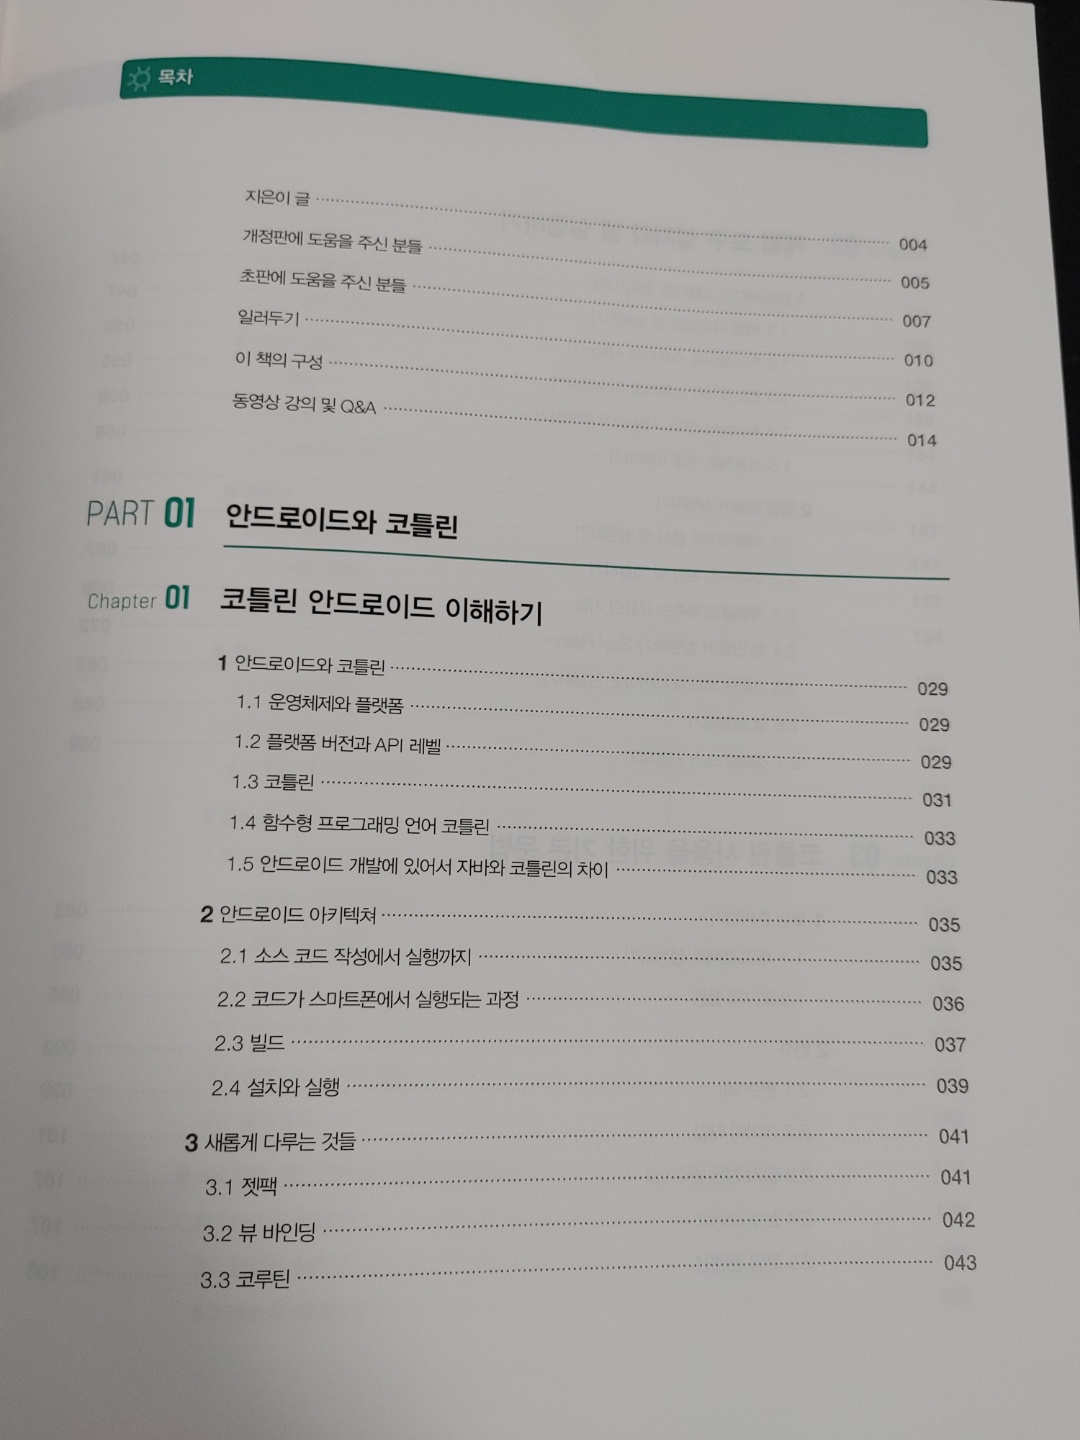 목차
지은이 글 004
개정판에 도움을 주신 분들 005
초판에 도움을 주신 분들 007
일러두기 010
이 책의 구성 012
동영상 강의 및 Q&A 014
PART 01 안드로이드와 코틀린
Chapter 01 코틀린 안드로이드 이해하기
1 안드로이드와 코틀린 029
1.1 운영체제와 플랫폼 029
1.2 플랫폼 버전과 API 레벨 029
1.3 코틀린 031
1.4 함수형 프로그래밍 언어 코틀린 033
1.5 안드로이드 개발에 있어서 자바와 코틀린의 차이 033
2 안드로이드 아키텍쳐 035
2.1 소스 코드 작성에서 실행까지 035
2.2 코드가 스마트폰에서 실행되는 과정 036
2.3 빌드 037
2.4 설치와 실행 039
3 새롭게 다루는 것들 041
3.1 젯팩 041
3.2 뷰 바인딩 042
3.3 코루틴 043